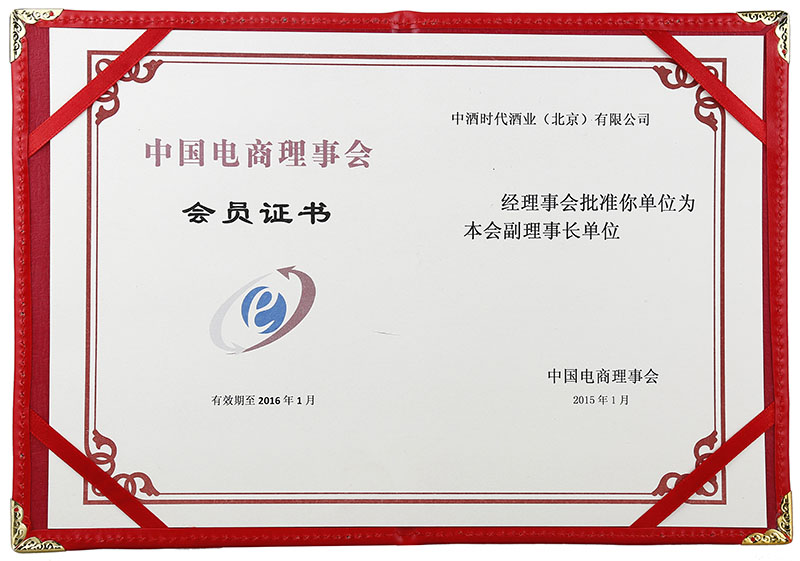 中国电商理事会
会员证书
e
有效期至 2016 年 1 月
中酒时代酒业（北京）有限公司
经理事会批准你单位为
本会副理事长单位
中国电商理事会
2015 年 1 月